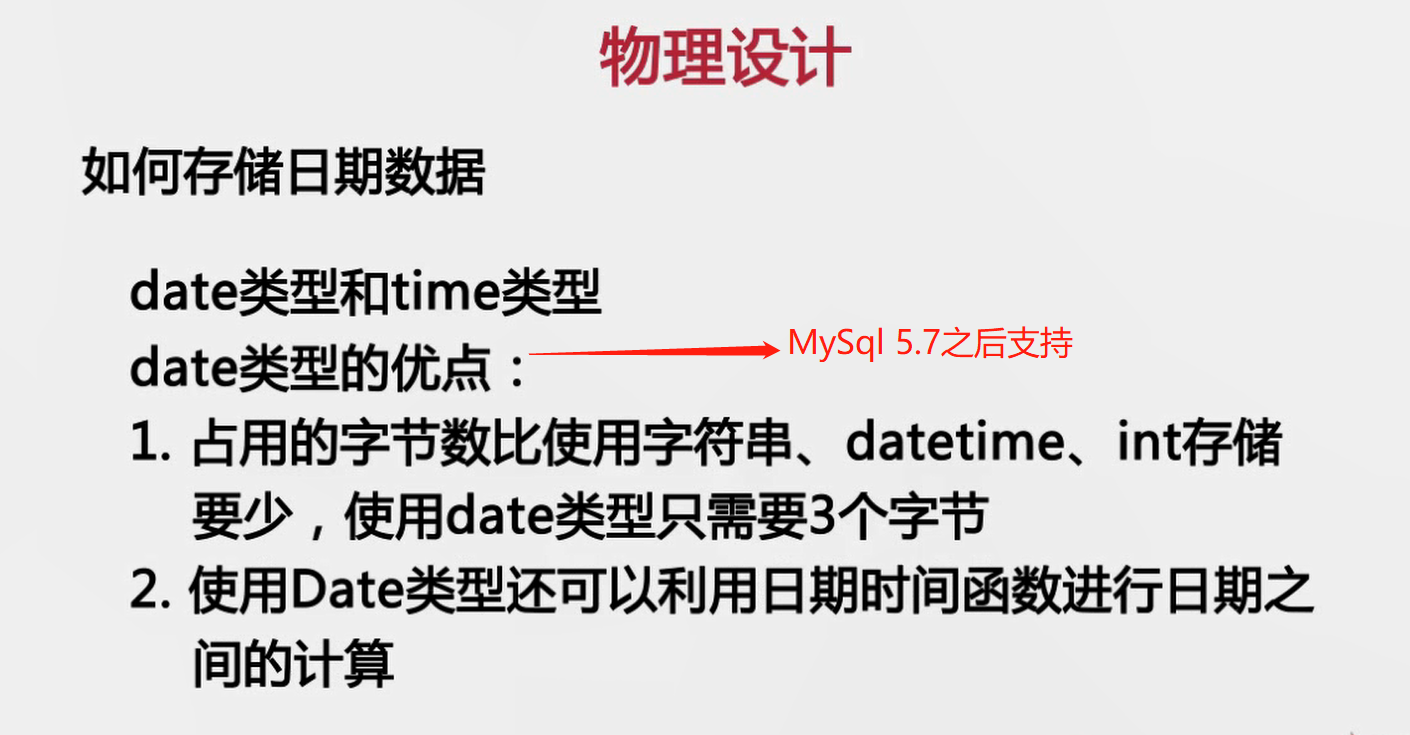 物理设计
如何存储日期数据
date类型和time类型
date类型的优点：
MySql 5.7之后支持
1. 占用的字节数比使用字符串、datetime、int存储
要少，使用date类型只需要3个字节
2. 使用Date类型还可以利用日期时间函数进行日期之
间的计算